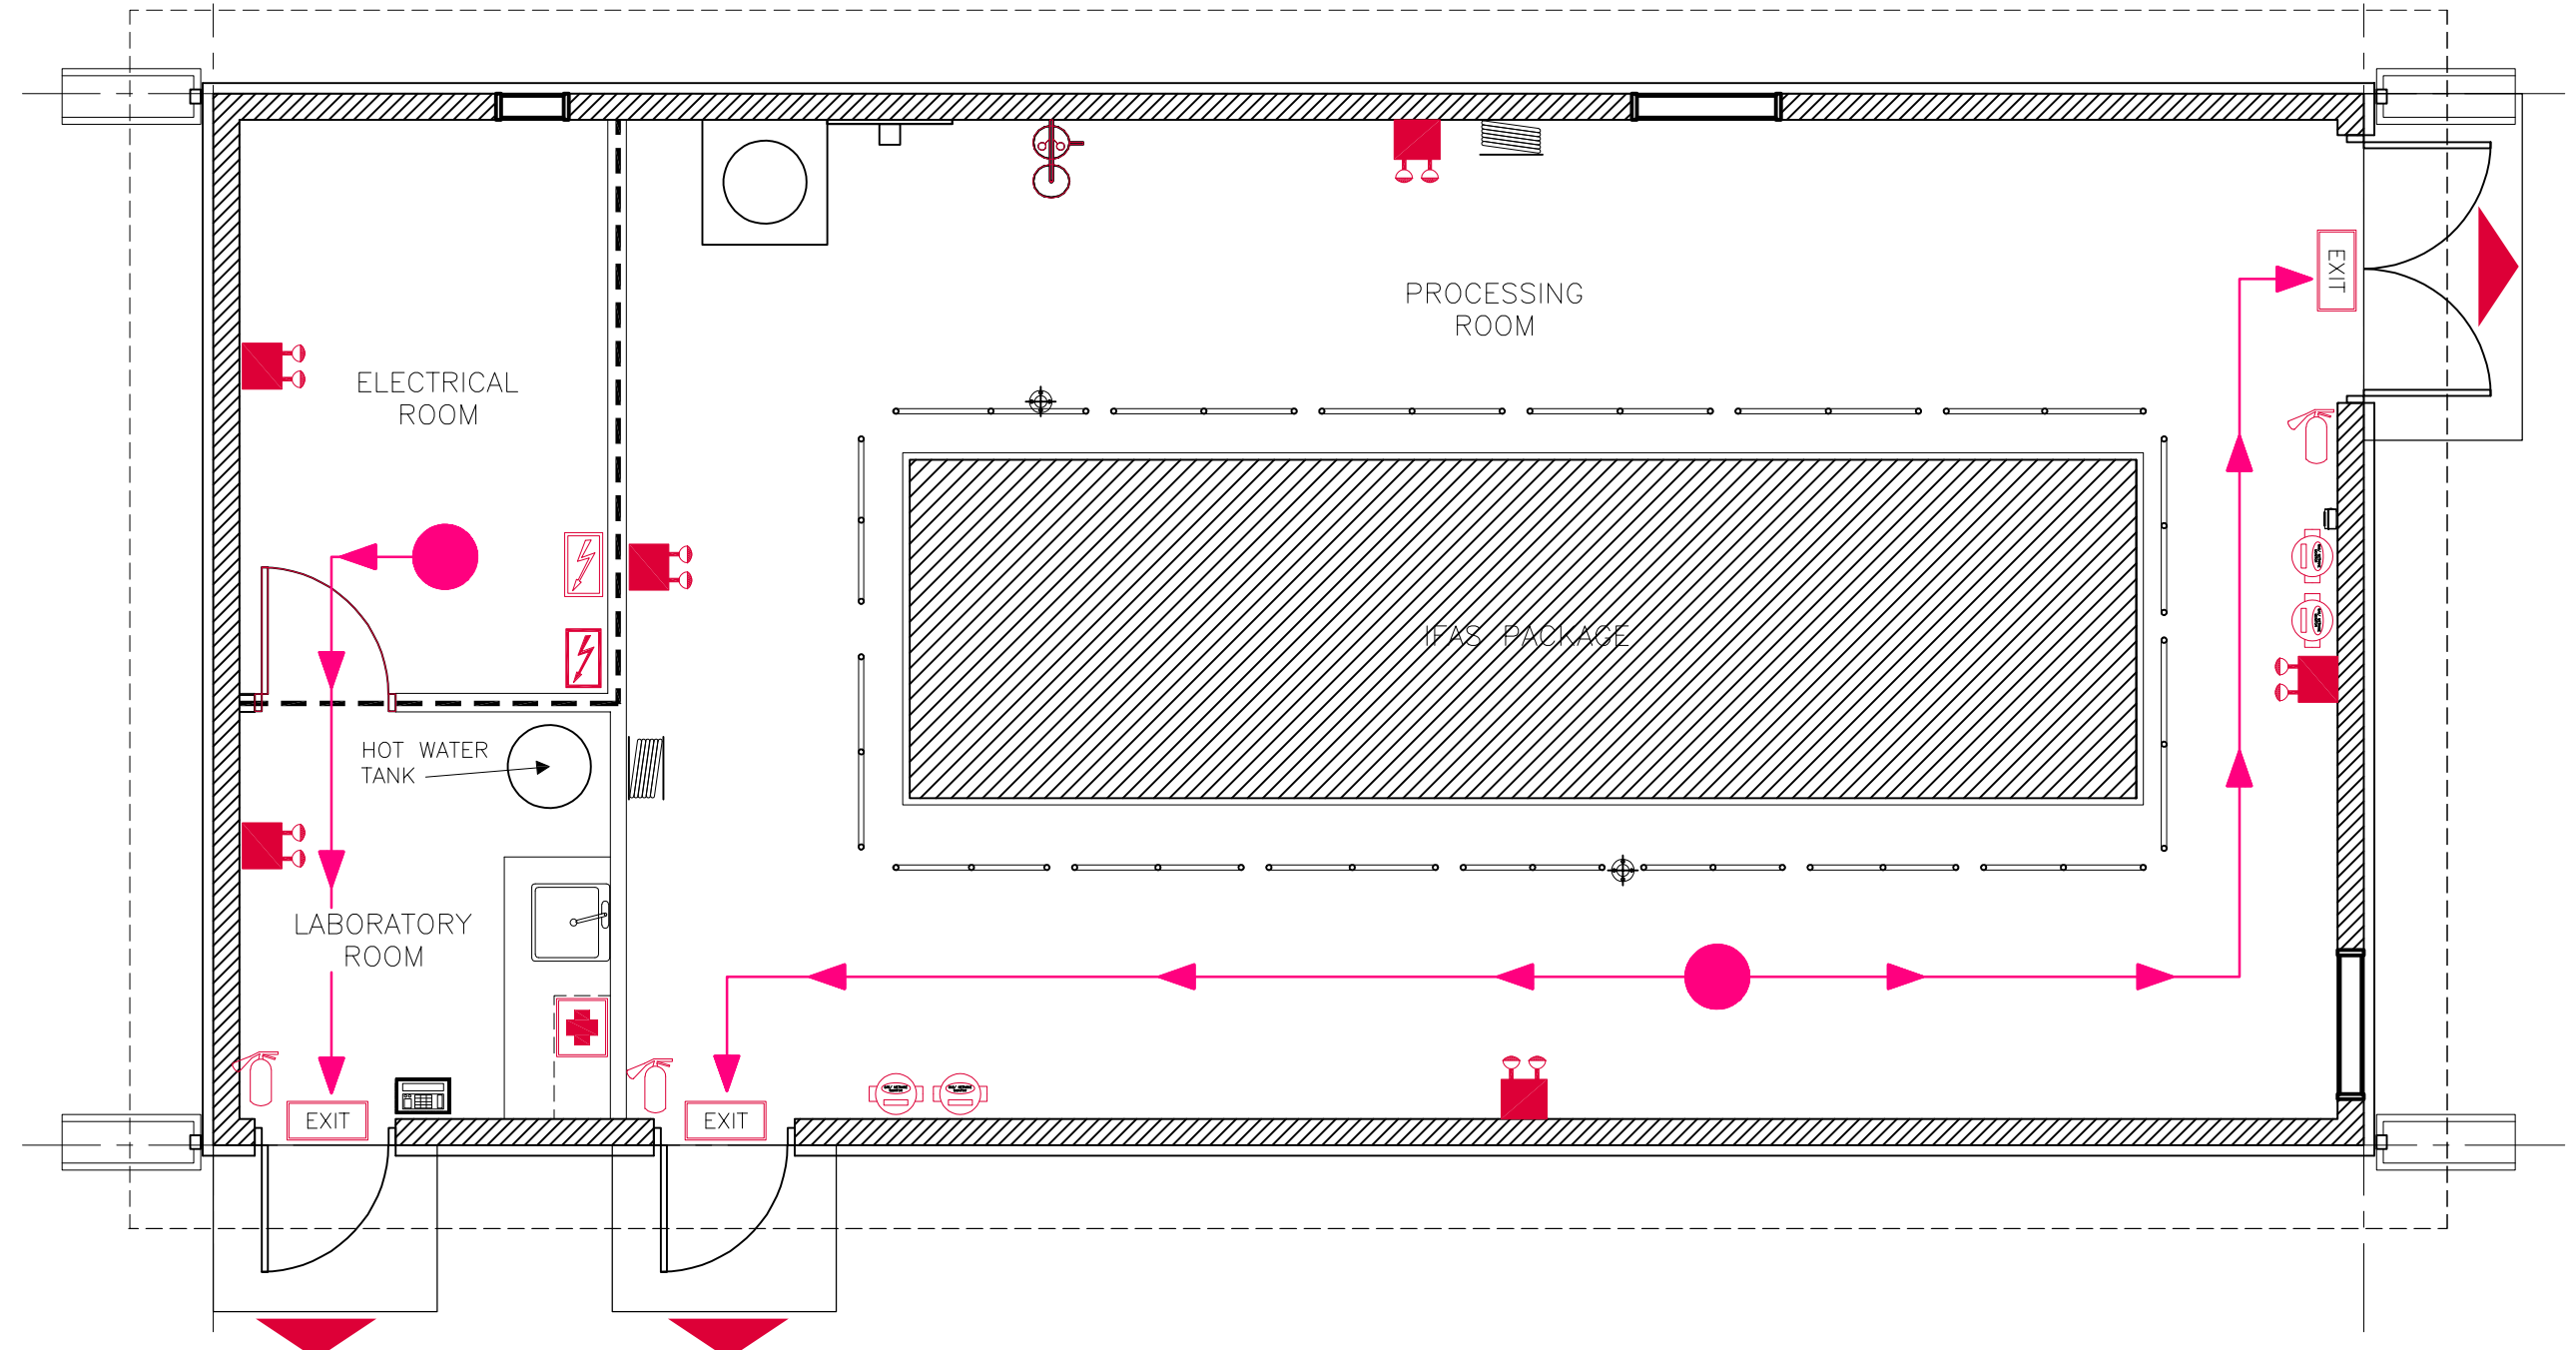 PROCESSING
ROOM
EXIT
ELECTRICAL
ROOM
IFAS PACKAGE
HOT WATER
TANK
LABORATORY
ROOM
EXIT
EXIT